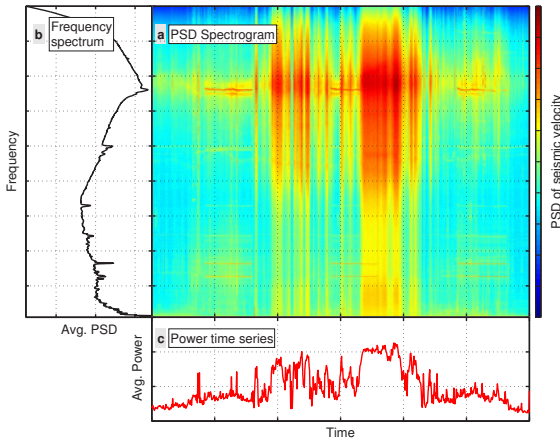 b Frequency
spectrum
a PSD Spectrogram
Frequency
PSD of seismic velocity
Avg. PSD
c Power time series
Avg. Power
Time